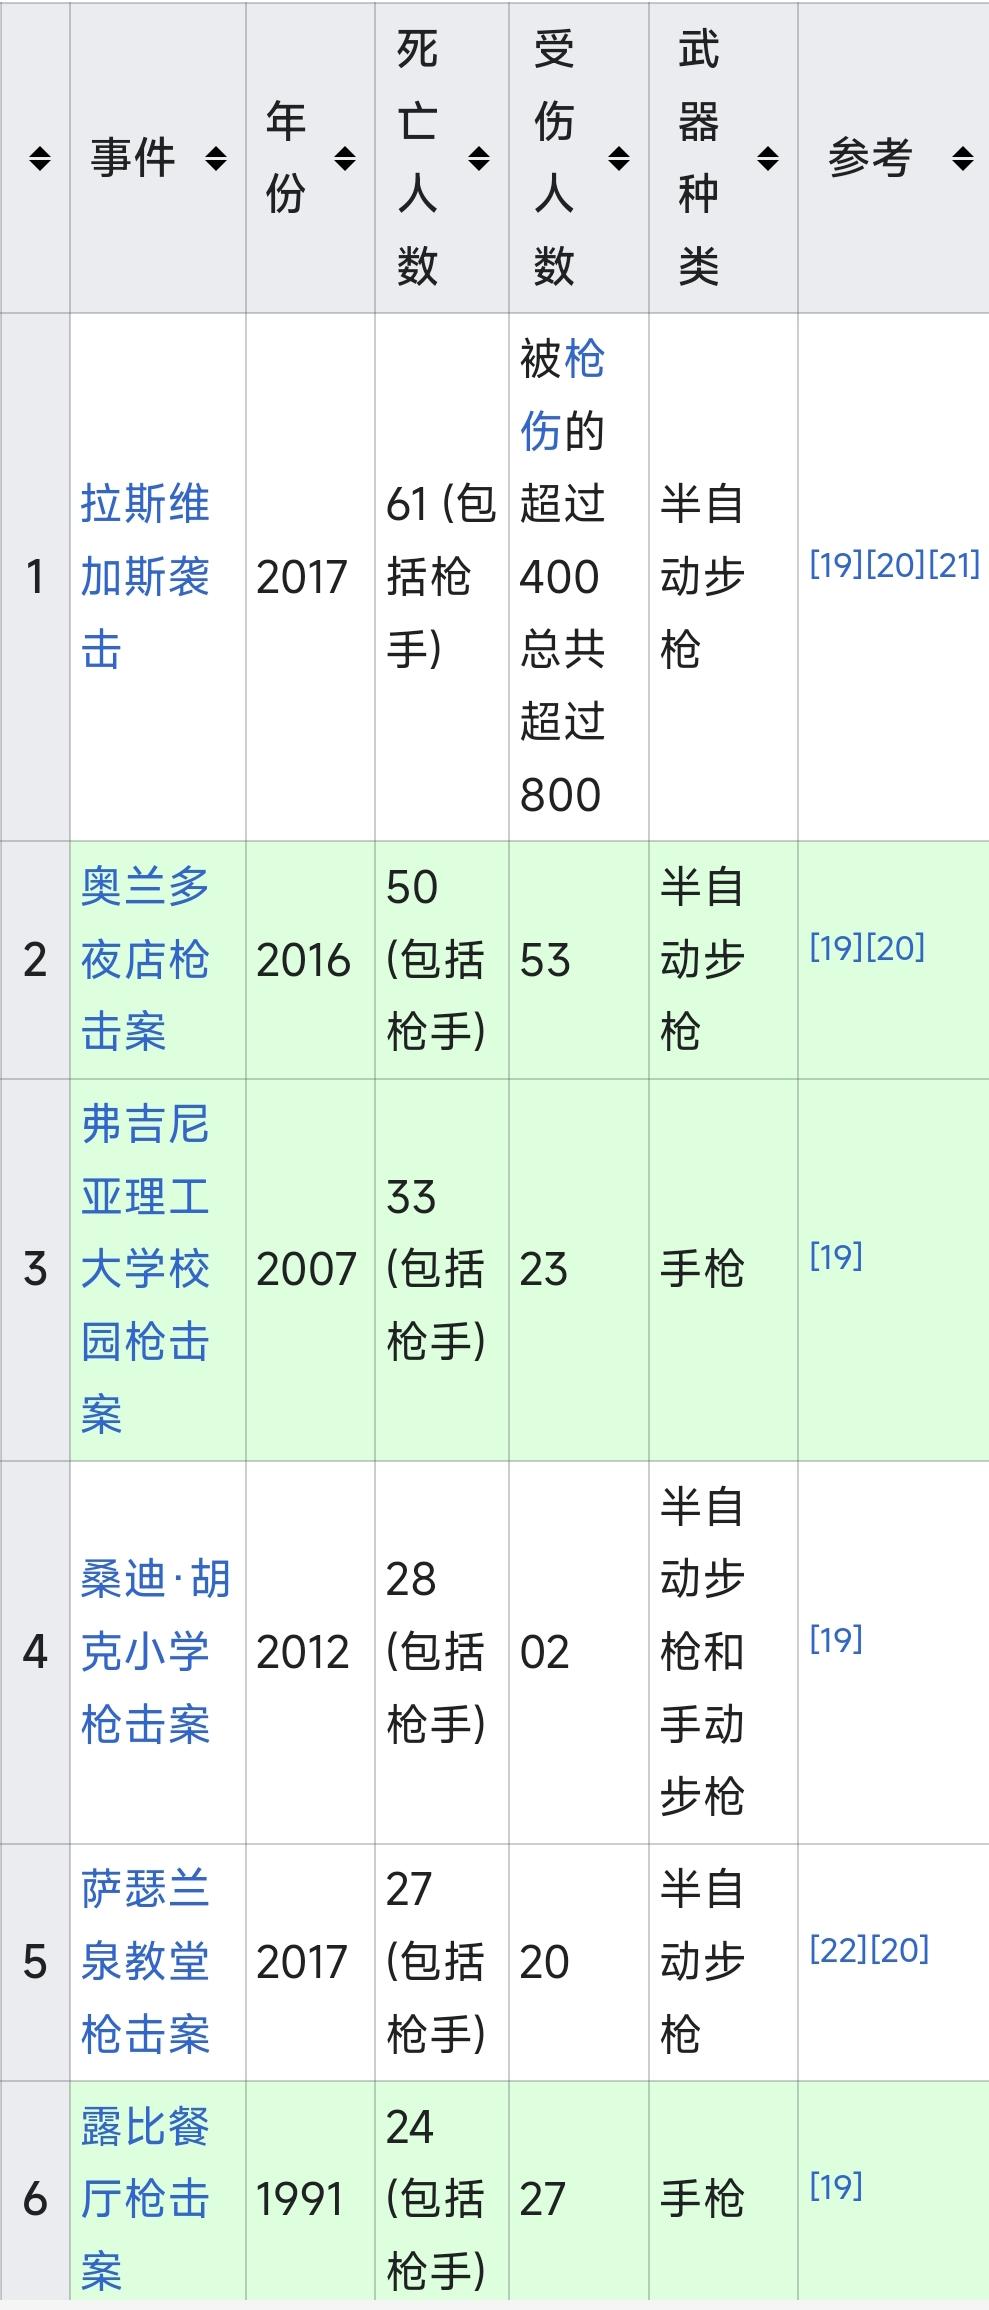 事件
年
份
死
亡
人
数
受
伤
人
数
武
器
种
类
参考
1
拉斯维
加斯袭
击
2017
61 (包
括枪
手)
被枪
伤的
超过
400
总共
超过
800
半自
动步
枪
[19][20][21]
2
奥兰多
夜店枪
击案
2016
50
(包括
枪手)
53
半自
动步
枪
[19][20]
3
弗吉尼
亚理工
大学校
园枪击
案
2007
33
(包括
枪手)
23
手枪
[19]
4
桑迪·胡
克小学
枪击案
2012
28
(包括
枪手)
02
半自
动步
枪和
手动
步枪
[19]
5
萨瑟兰
泉教堂
枪击案
2017
27
(包括
枪手)
20
半自
动步
枪
[22][20]
6
露比餐
厅枪击
案
1991
24
(包括
枪手)
27
手枪
[19]